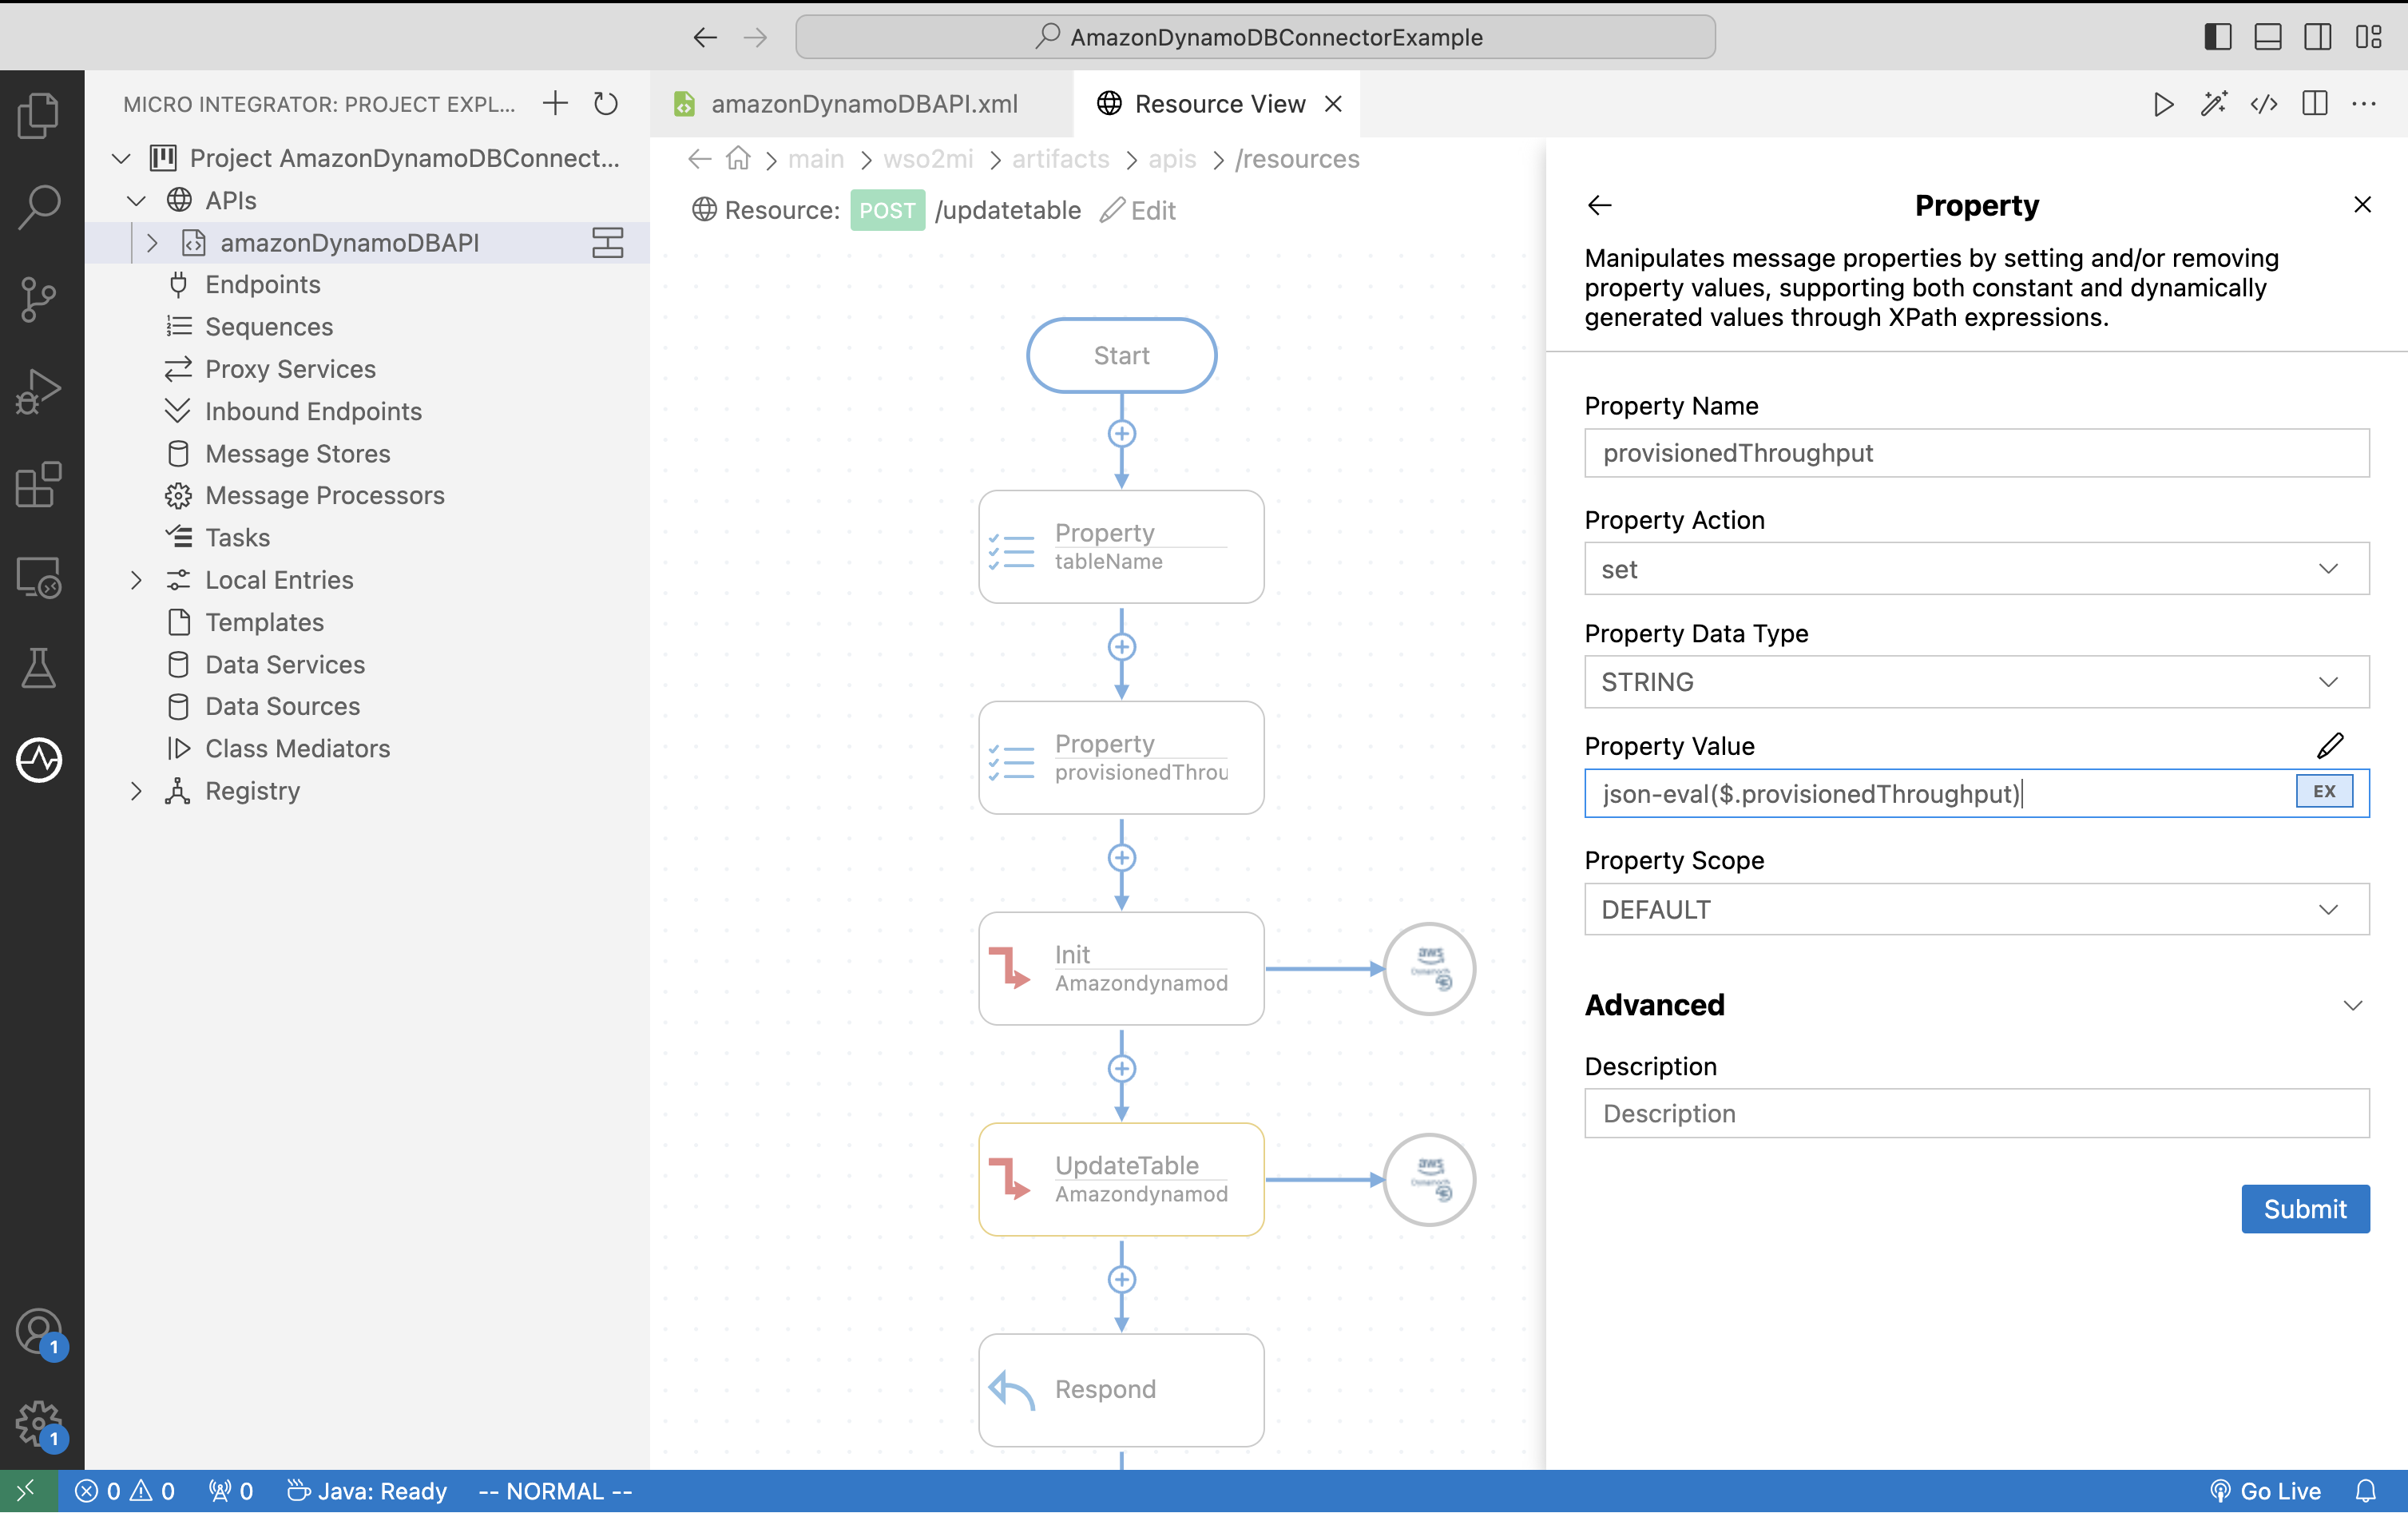 AmazonDynamoDBConnectorExample
MICRO INTEGRATOR: PROJECT EXPL...
Project AmazonDynamoDBConnect...
APIs
amazonDynamoDBAPI
Endpoints
Sequences
Proxy Services
Inbound Endpoints
Message Stores
Message Processors
Tasks
Local Entries
Templates
Data Services
Data Sources
Class Mediators
Registry
amazonDynamoDBAPI.xml
Resource View
main > wso2mi > artifacts > apis > /resources
Resource: POST /updatetable Edit
Start
Property
tableName
Property
provisionedThrou
Init
Amazondynamod
aws
UpdateTable
Amazondynamod
aws
Respond
Property
Manipulates message properties by setting and/or removing
property values, supporting both constant and dynamically
generated values through XPath expressions.
Property Name
provisionedThroughput
Property Action
set
Property Data Type
STRING
Property Value
json-eval($.provisionedThroughput)
EX
Property Scope
DEFAULT
Advanced
Description
Description
Submit
1
1
0 0 0 Java: Ready -- NORMAL -- Go Live